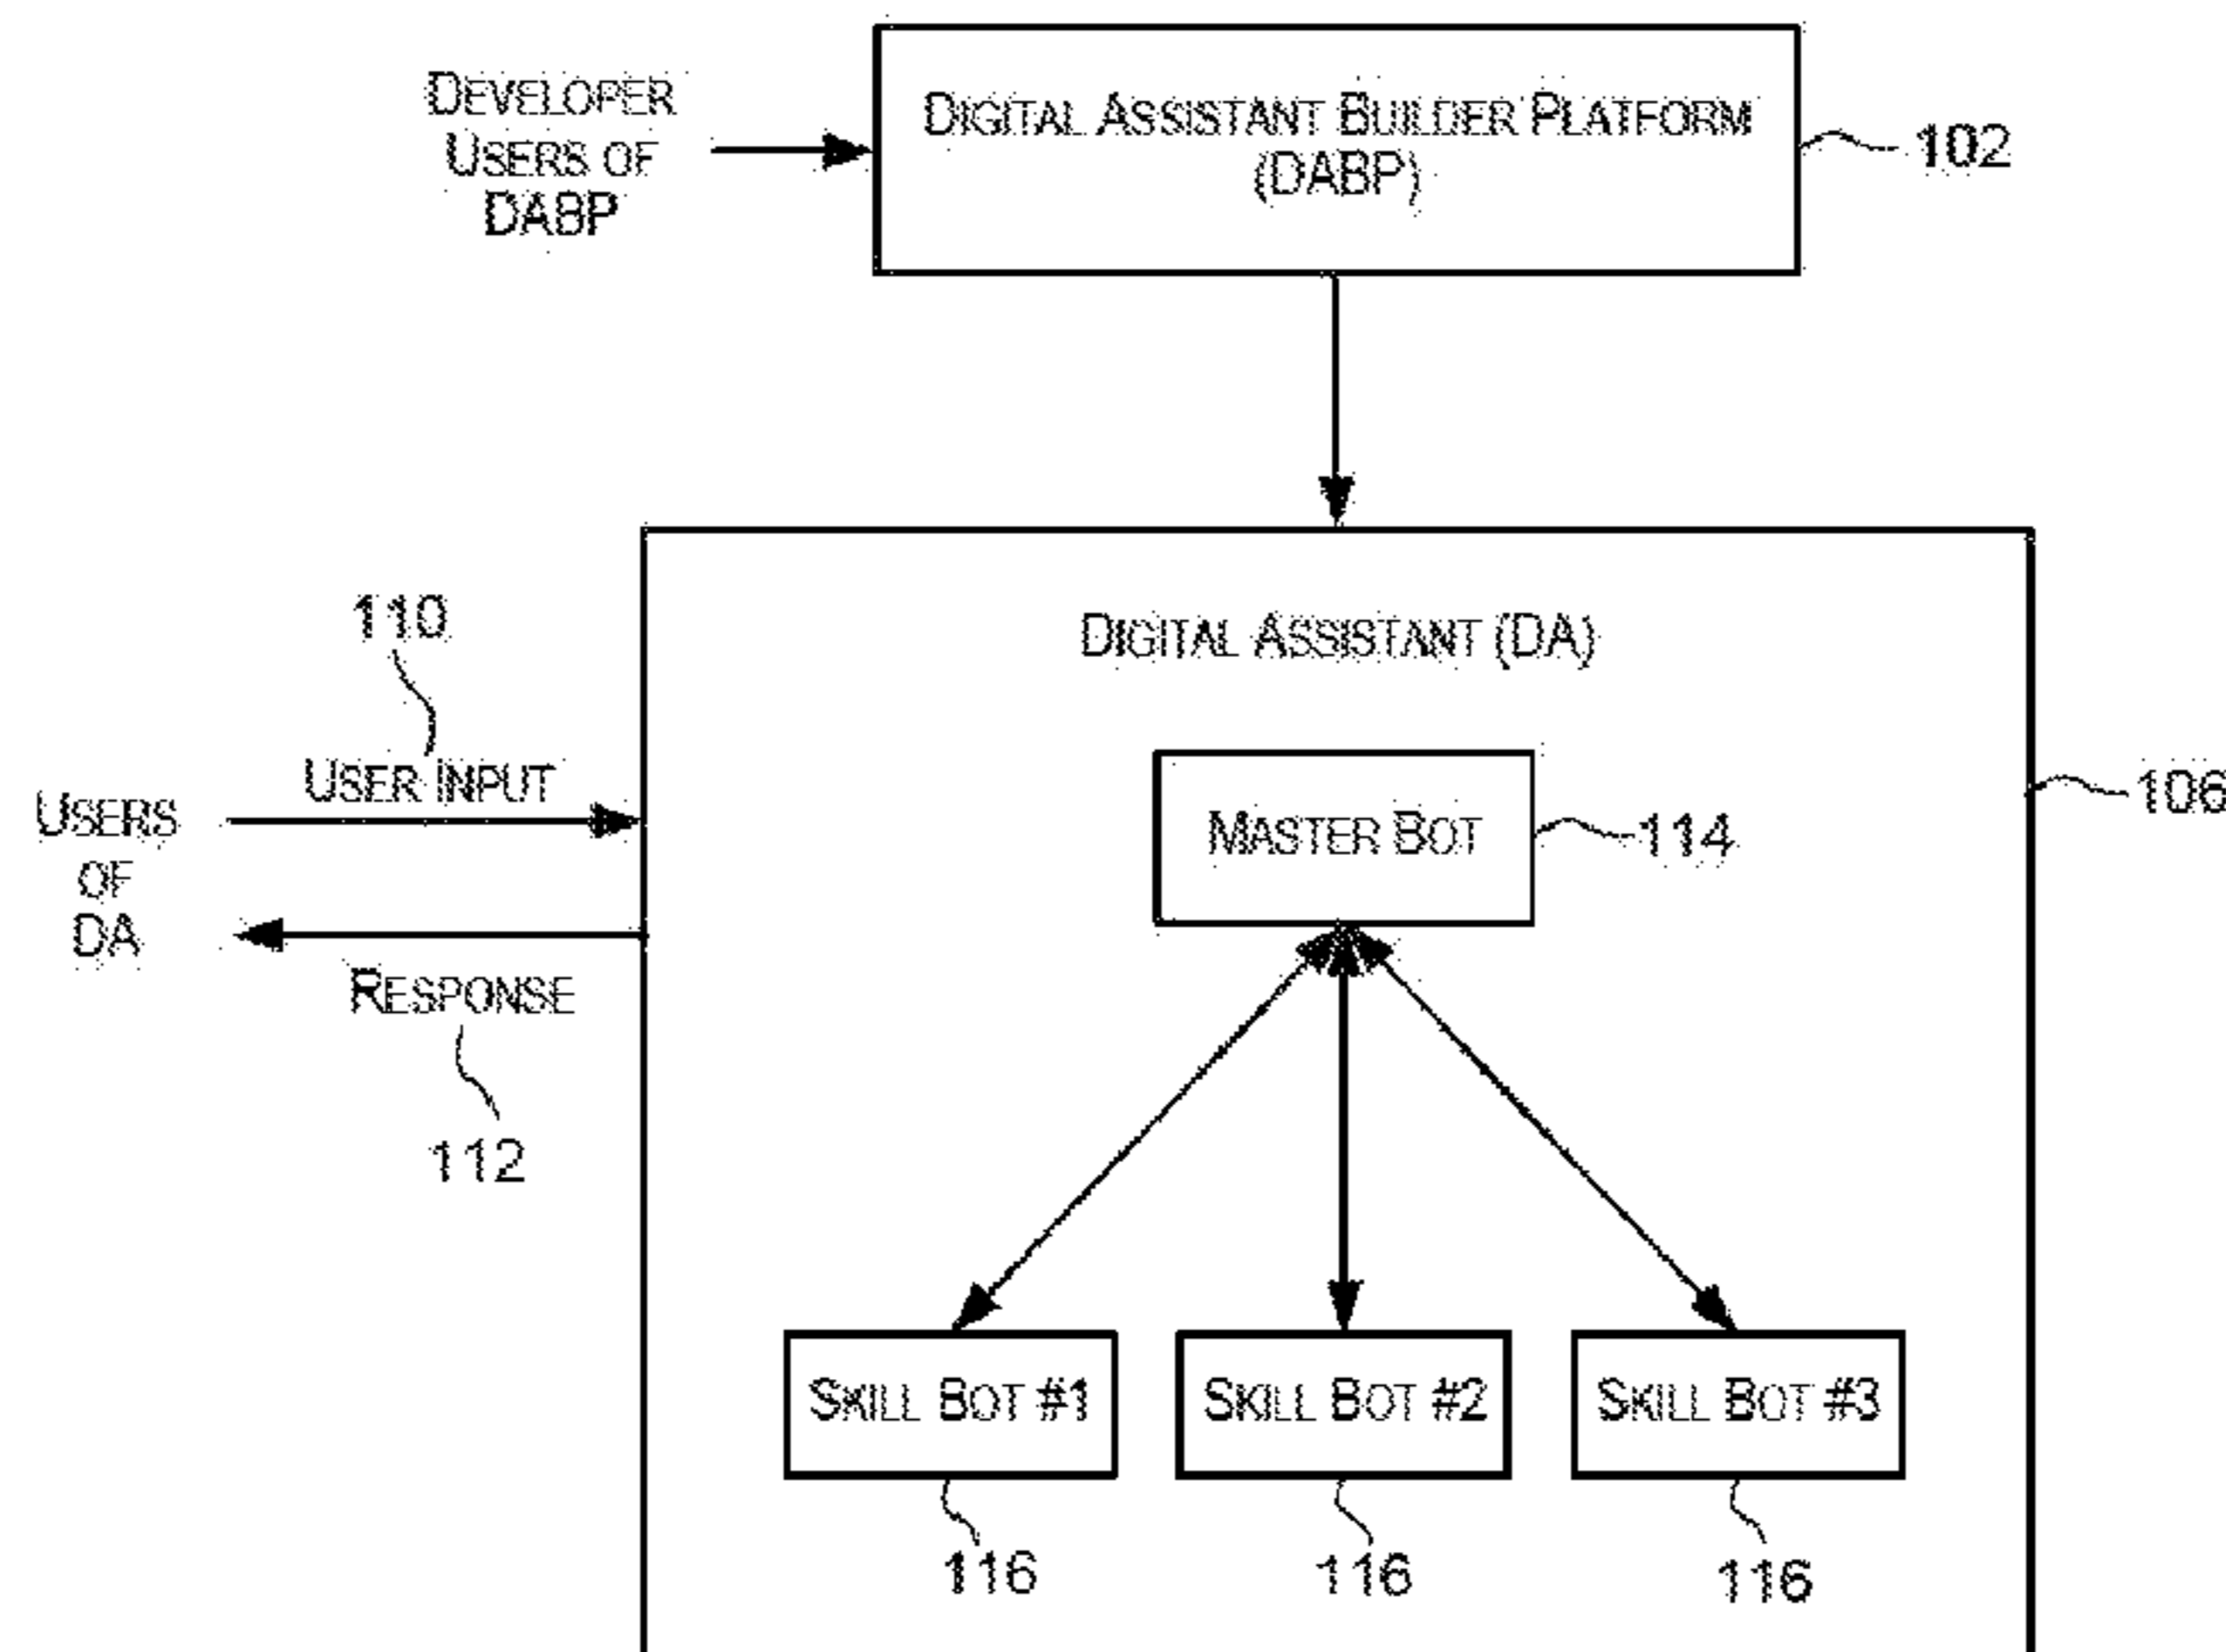 DEVELOPER
USERS OF
DABP
DIGITAL ASSISTANT BUILDER PLATFORM
(DABP)
102
DIGITAL ASSISTANT (DA)
110
USER INPUT
USERS
OF
DA
RESPONSE
112
106
MASTER BOT
114
SKILL BOT #1
SKILL BOT #2
SKILL BOT #3
116
116
116